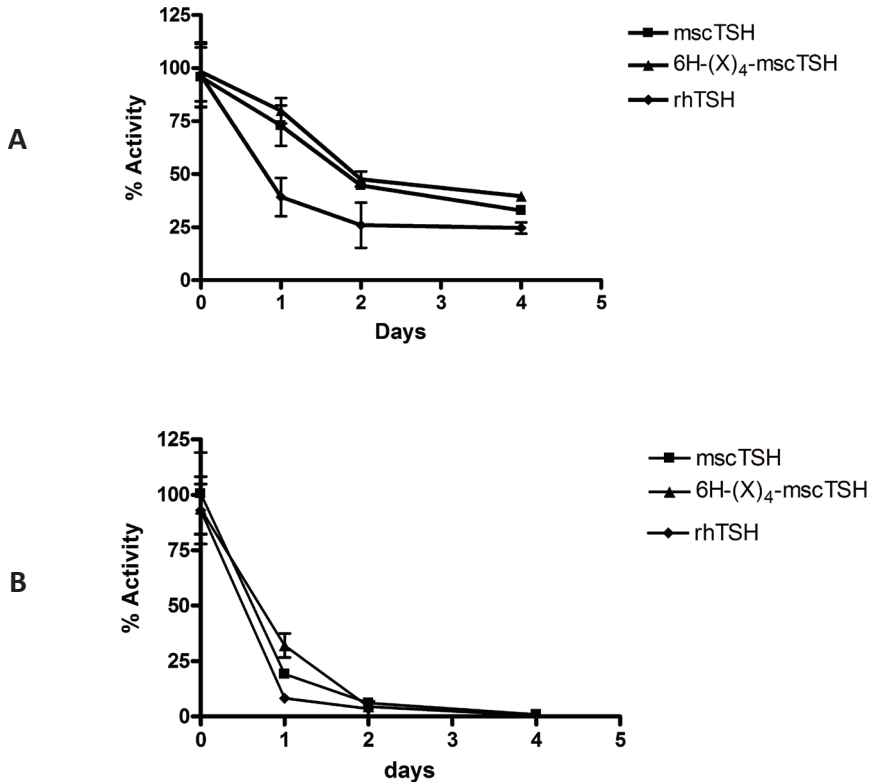 A
125
100
75
50
25
0
% Activity
0 1 2 3 4 5
Days
mscTSH
6H-(X)₄-mscTSH
rhTSH
B
125
100
75
50
25
0
% Activity
0 1 2 3 4 5
days
mscTSH
6H-(X)₄-mscTSH
rhTSH